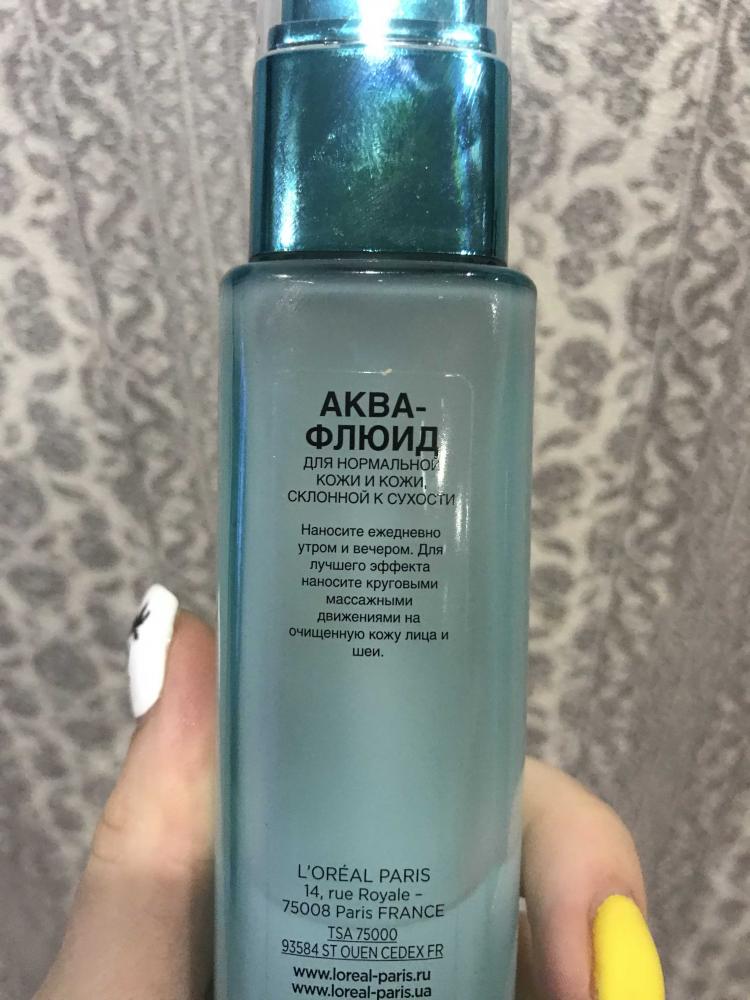 АКВА-
ФЛЮИД
ДЛЯ НОРМАЛЬНОЙ
КОЖИ И КОЖИ,
СКЛОННОЙ К СУХОСТИ
Наносите ежедневно
утром и вечером. Для
лучшего эффекта
наносите круговыми
массажными
движениями на
очищенную кожу лица и
шеи.
L'ORÉAL PARIS
14, rue Royale –
75008 Paris FRANCE
TSA 75000
93584 ST OUEN CEDEX FR
www.loreal-paris.ru
www.loreal-paris.ua